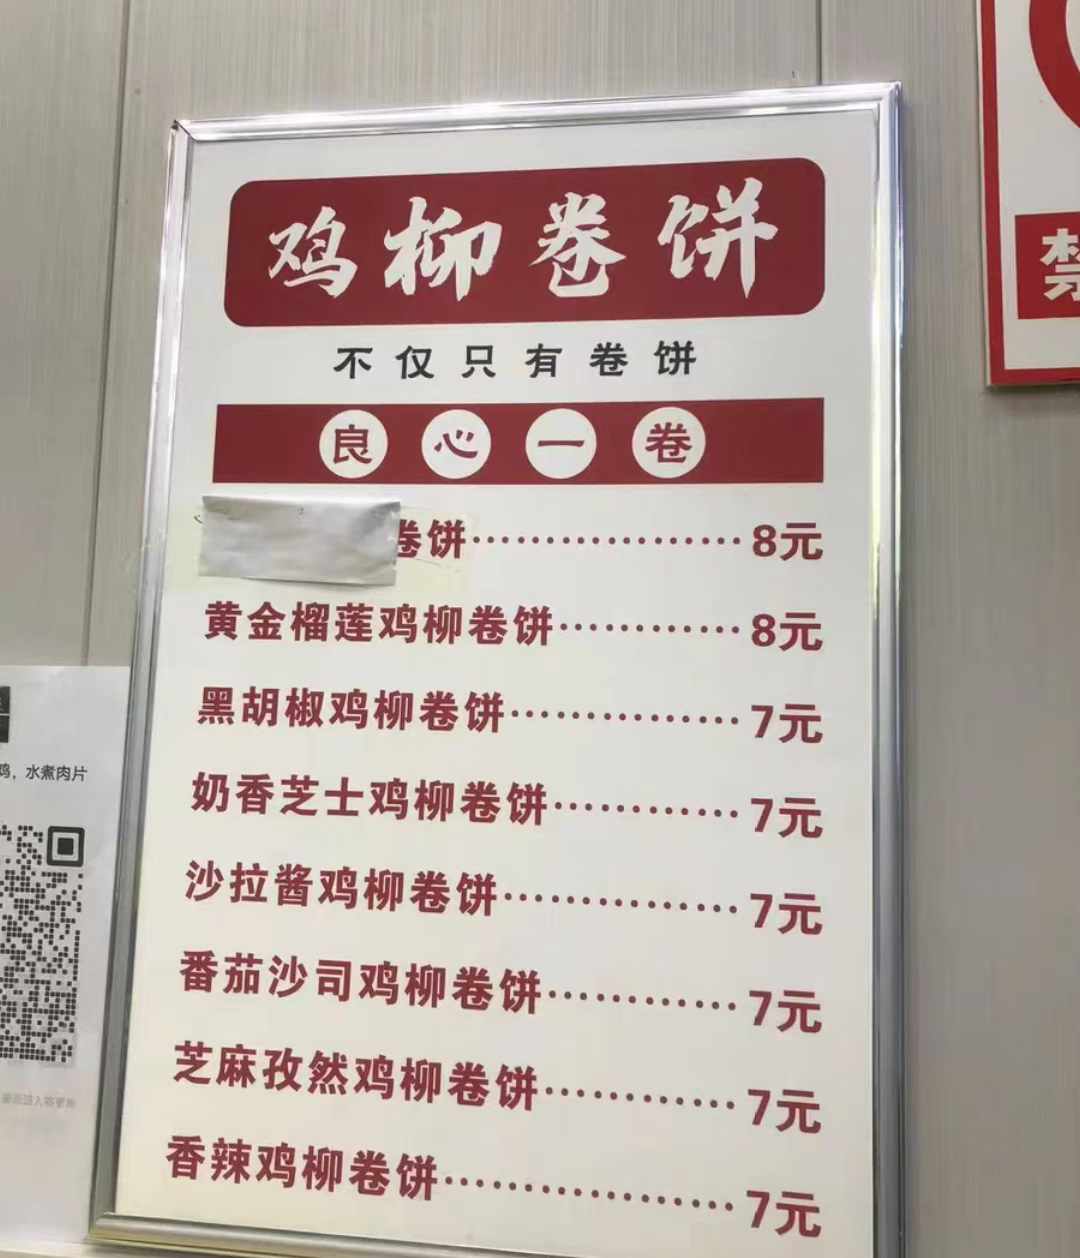 鸡柳卷饼
不仅只有卷饼
良心一卷
卷饼……………… 8元
黄金榴莲鸡柳卷饼………… 8元
黑胡椒鸡柳卷饼…………… 7元
奶香芝士鸡柳卷饼………… 7元
沙拉酱鸡柳卷饼…………… 7元
番茄沙司鸡柳卷饼………… 7元
芝麻孜然鸡柳卷饼………… 7元
香辣鸡柳卷饼……………… 7元
禁
鸡，水煮肉片